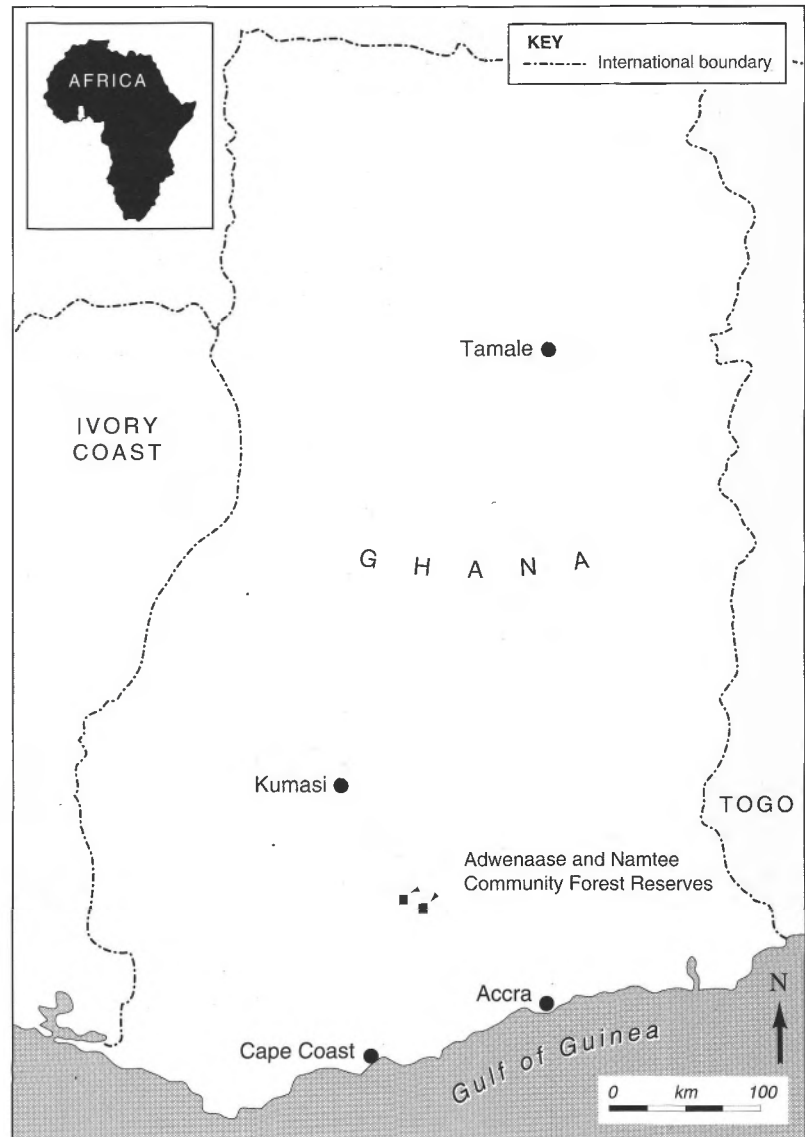 AFRICA
KEY
International boundary
Tamale
IVORY
COAST
GHANA
Kumasi
TOGO
Adwenaase and Namtee
Community Forest Reserves
Accra
N
Cape Coast
Gulf of Guinea
0 km 100